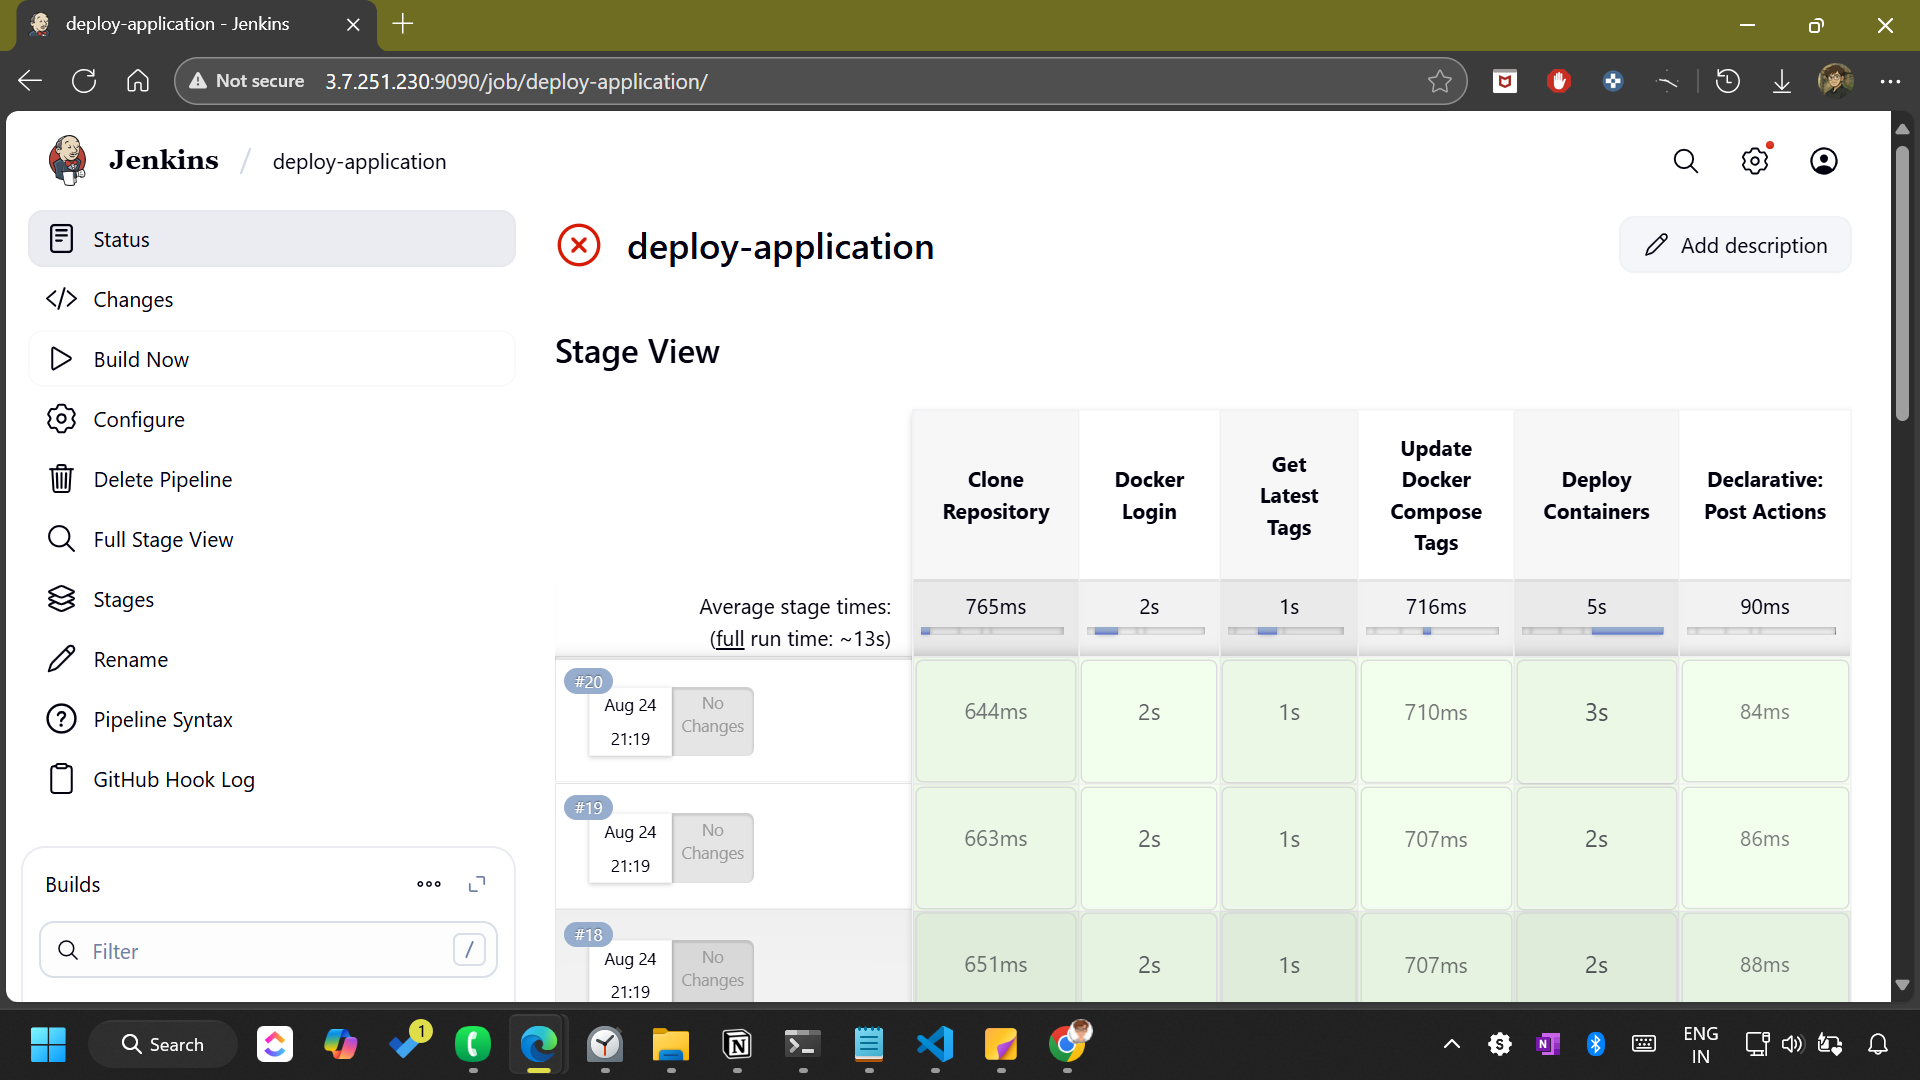 deploy-application - Jenkins
Not secure 3.7.251.230:9090/job/deploy-application/
Jenkins / deploy-application
Status
Changes
Build Now
Configure
Delete Pipeline
Full Stage View
Stages
Rename
Pipeline Syntax
GitHub Hook Log
Builds
Filter /
deploy-application
Add description
Stage View
Clone
Repository
Docker
Login
Get
Latest
Tags
Update
Docker
Compose
Tags
Deploy
Containers
Declarative:
Post Actions
Average stage times:
(full run time: ~13s)
765ms 2s 1s 716ms 5s 90ms
#20
Aug 24
21:19
No
Changes
644ms 2s 1s 710ms 3s 84ms
#19
Aug 24
21:19
No
Changes
663ms 2s 1s 707ms 2s 86ms
#18
Aug 24
21:19
No
Changes
651ms 2s 1s 707ms 2s 88ms
Search
1
ENG
IN